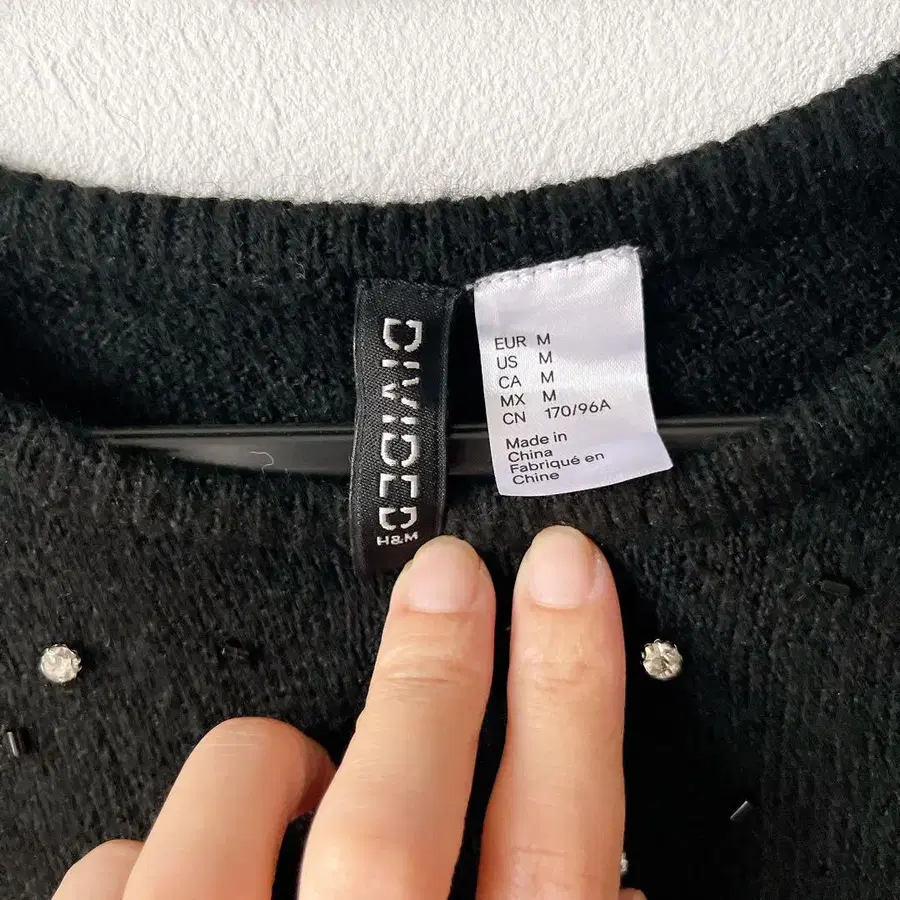 DIVIDED
H&M
EUR M
US M
CA M
MX M
CN 170/96A
Made in
China
Fabriqué en
Chine